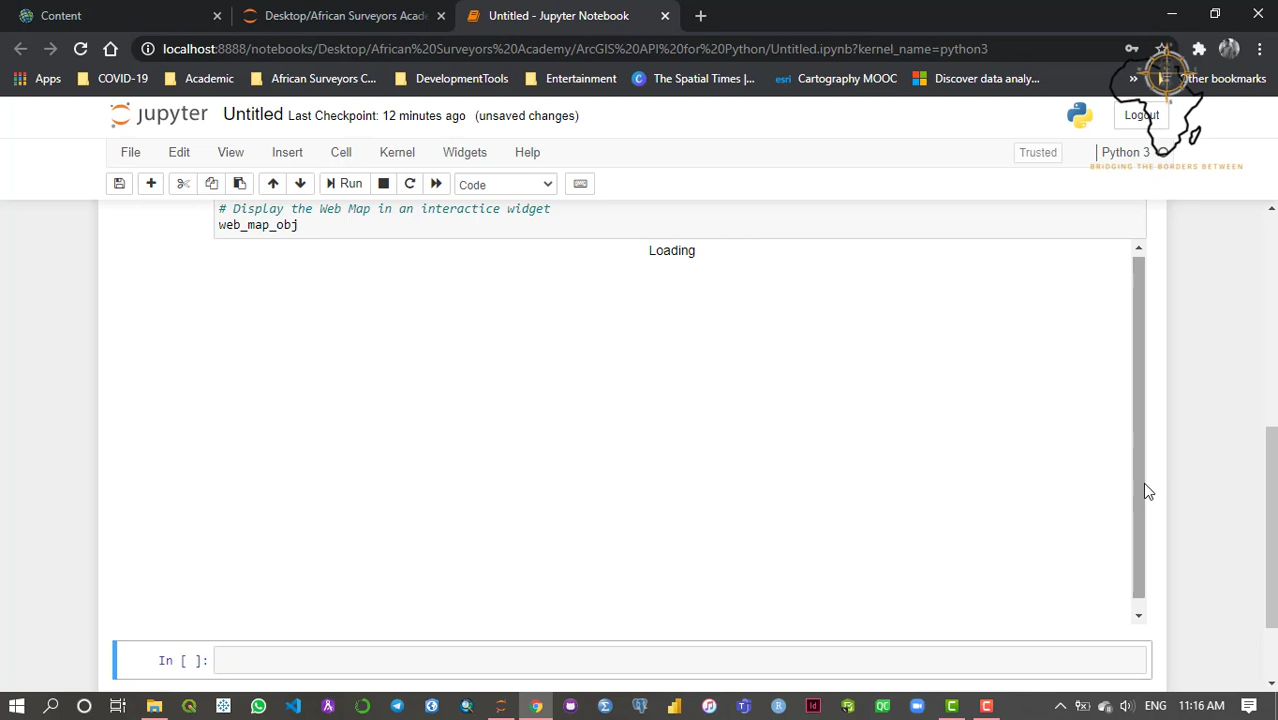 Content
Desktop/African Surveyors Acade
Untitled - Jupyter Notebook
localhost:8888/notebooks/Desktop/African%20Surveyors%20Academy/ArcGIS%20API%20for%20Python/Untitled.ipynb?kernel_name=python3
Apps COVID-19 Academic African Surveyors C... DevelopmentTools Entertainment The Spatial Times |... esri Cartography MOOC Discover data analy... » Other bookmarks
jupyter Untitled Last Checkpoint: 12 minutes ago (unsaved changes) Logout
File Edit View Insert Cell Kernel Widgets Help Trusted Python 3
BRIDGING THE BORDERS BETWEEN
Run Code
# Display the Web Map in an interactice widget
web_map_obj
Loading
In [ ]:
ENG 11:16 AM